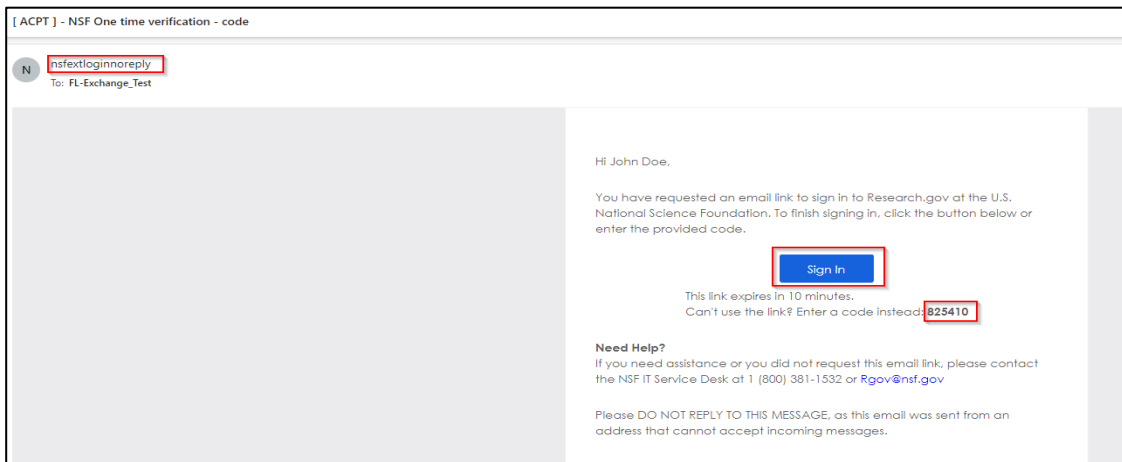 [ ACPT ] - NSF One time verification - code
N
nsfextloginnoreply
To: FL-Exchange_Test
Hi John Doe,
You have requested an email link to sign in to Research.gov at the U.S.
National Science Foundation. To finish signing in, click the button below or
enter the provided code.
Sign In
This link expires in 10 minutes.
Can't use the link? Enter a code instead: 825410
Need Help?
If you need assistance or you did not request this email link, please contact
the NSF IT Service Desk at 1 (800) 381-1532 or Rgov@nsf.gov
Please DO NOT REPLY TO THIS MESSAGE, as this email was sent from an
address that cannot accept incoming messages.